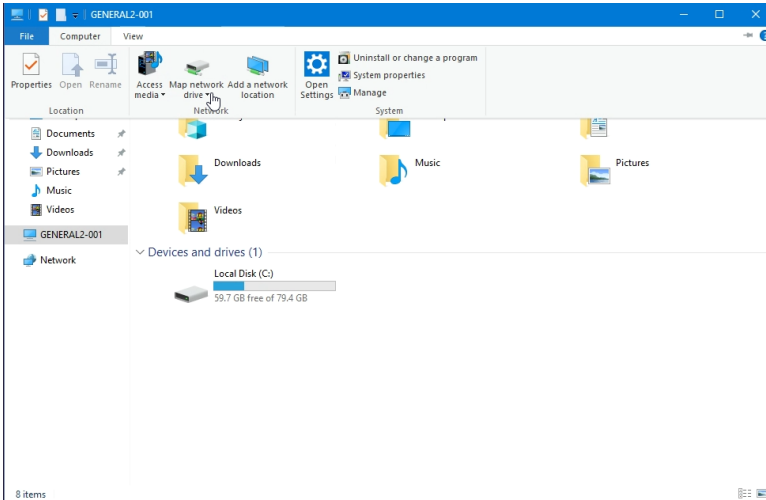 GENERAL2-001
File Computer View
Properties Open Rename
Access media
Map network drive
Add a network location
Open Settings
Uninstall or change a program
System properties
Manage
Location
Network
System
Documents
Downloads
Pictures
Music
Videos
GENERAL2-001
Network
Downloads
Music
Pictures
Videos
Devices and drives (1)
Local Disk (C:)
59.7 GB free of 79.4 GB
8 items